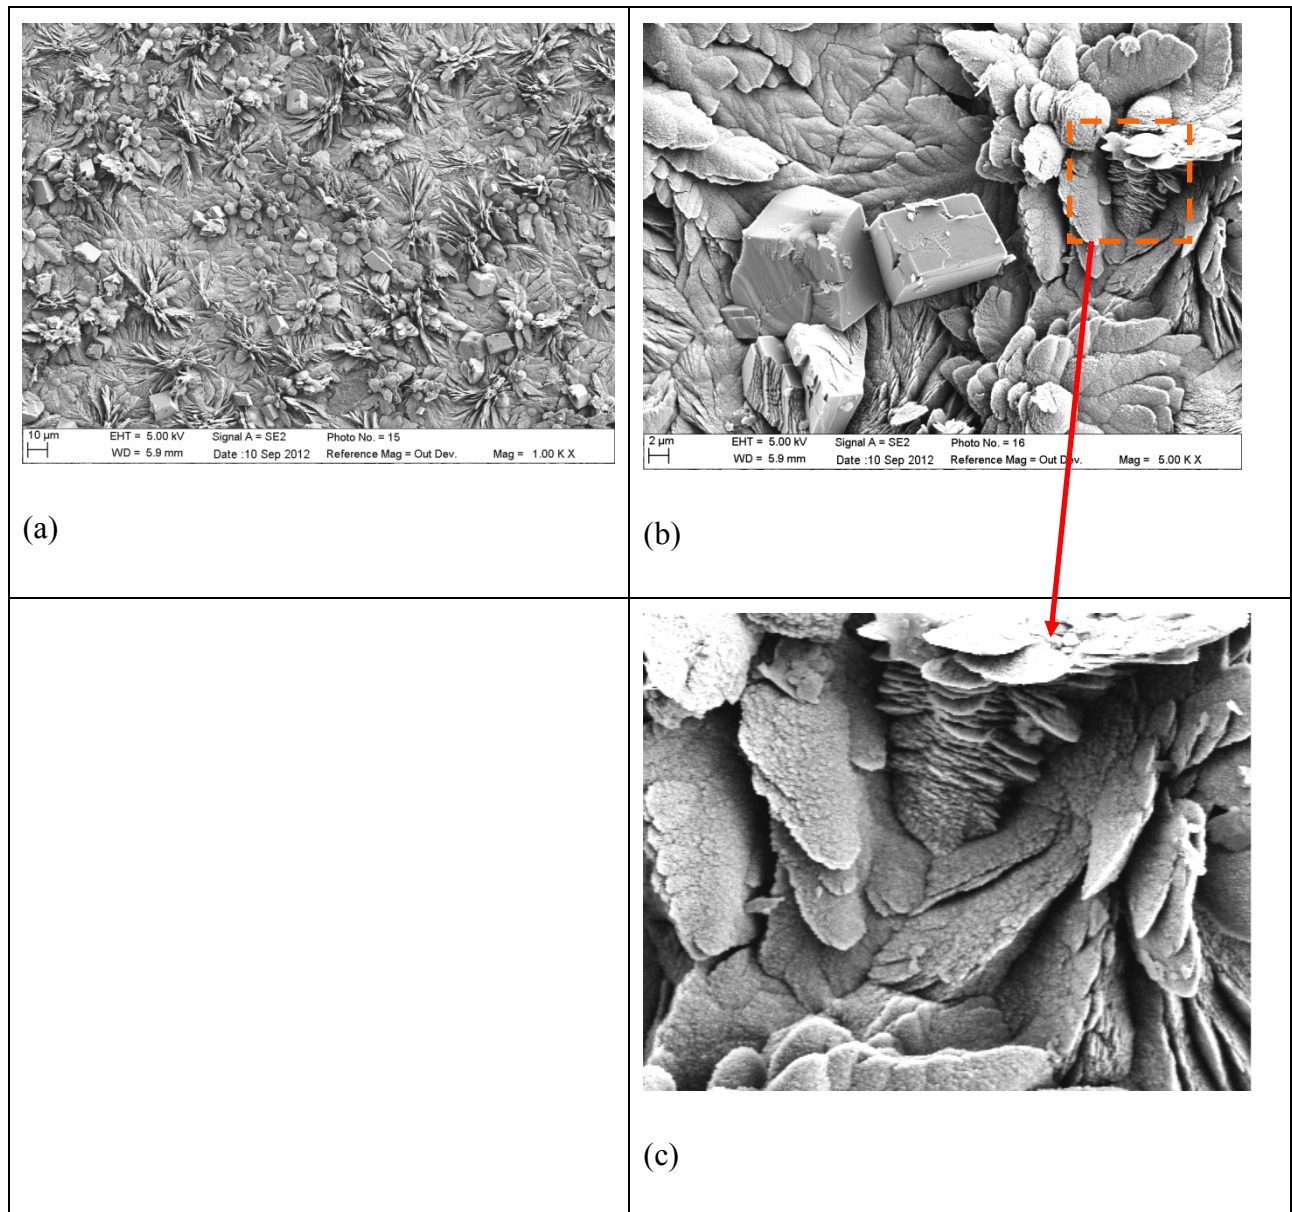 10 µm
EHT = 5.00 kV
Signal A = SE2
Photo No. = 15
WD = 5.9 mm
Date :10 Sep 2012
Reference Mag = Out Dev.
Mag = 1.00 K X
(a)
2 µm
EHT = 5.00 kV
Signal A = SE2
Photo No. = 16
WD = 5.9 mm
Date :10 Sep 2012
Reference Mag = Out Dev.
Mag = 5.00 K X
(b)
(c)